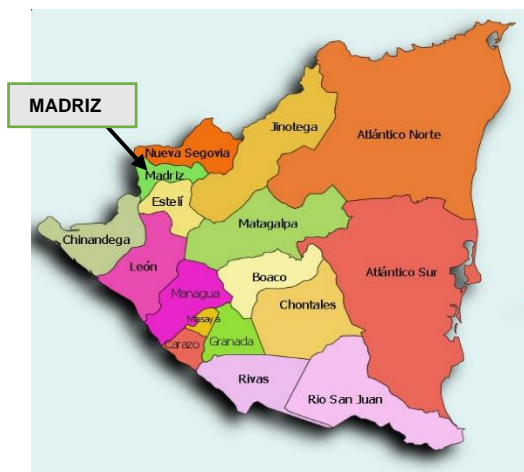 MADRIZ
Jinotega
Atlántico Norte
Nueva Segovia
Madriz
Estelí
Chinandega
Matagalpa
León
Boaco
Atlántico Sur
Managua
Chontales
Masaya
Carazo
Granada
Rivas
Rio San Juan